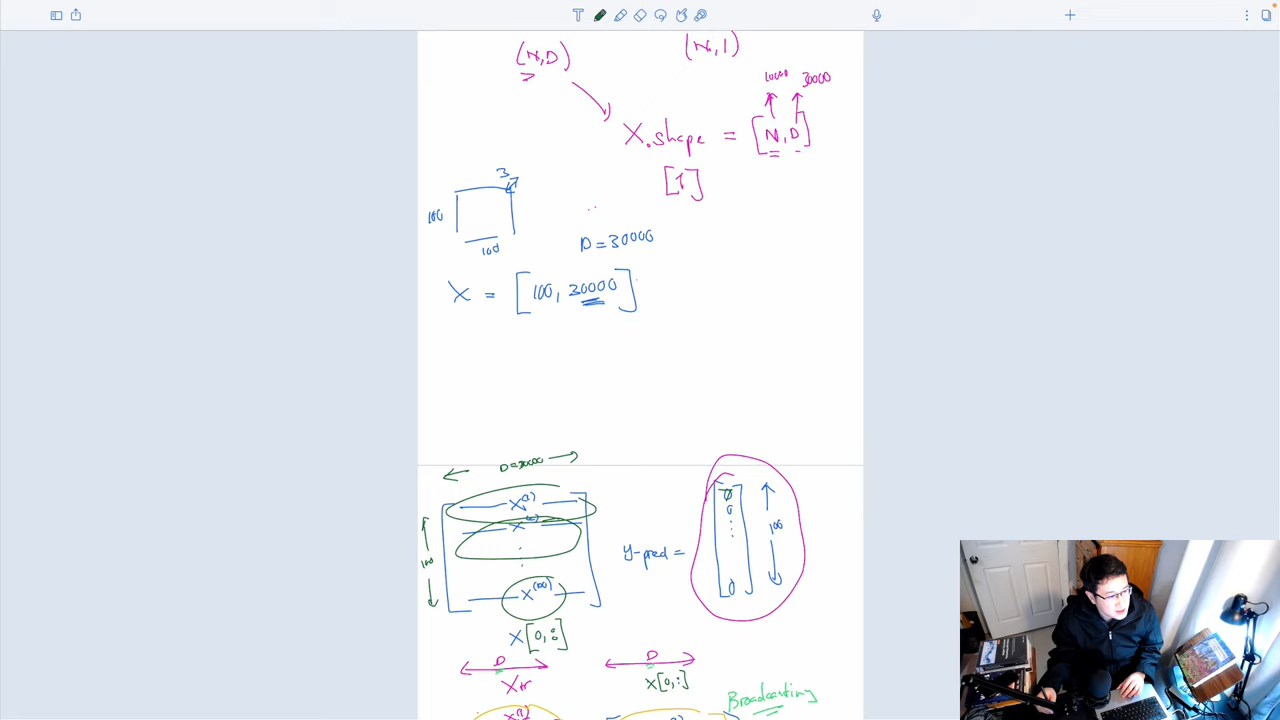 (N,D)
(N,1)
10000 30000
X.shape = [N,D]
[1]
3
100
100
D=30000
X = [100, 30000]
D=30000
X^(1)
100
X^(100)
y-pred =
0
0
⋮
0
100
X[0,:]
D
D
Xtr
X[0,:]
Broadcasting